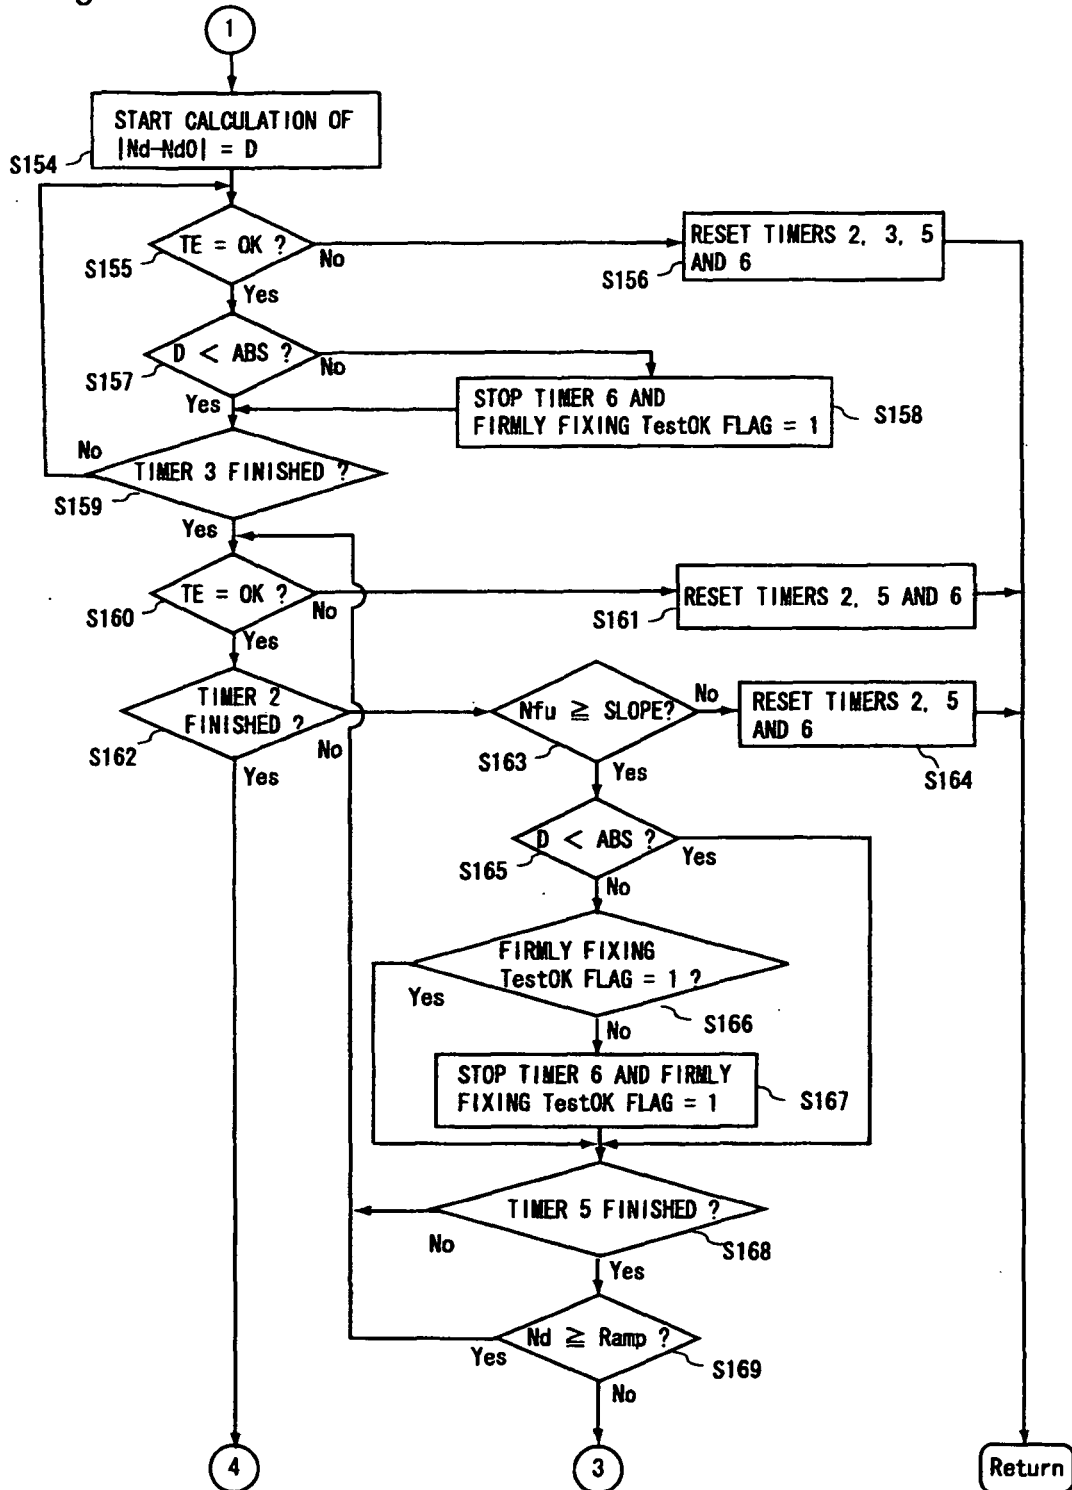 1
START CALCULATION OF
|Nd-Nd0| = D
S154
TE = OK ?
S155
No
Yes
RESET TIMERS 2, 3, 5
AND 6
S156
D < ABS ?
S157
No
Yes
STOP TIMER 6 AND
FIRMLY FIXING TestOK FLAG = 1
S158
No
TIMER 3 FINISHED ?
S159
Yes
TE = OK ?
S160
No
Yes
RESET TIMERS 2, 5 AND 6
S161
TIMER 2
FINISHED ?
S162
No
Yes
Nfu ≧ SLOPE?
S163
No
Yes
RESET TIMERS 2, 5
AND 6
S164
D < ABS ?
S165
Yes
No
FIRMLY FIXING
TestOK FLAG = 1 ?
Yes
S166
No
STOP TIMER 6 AND FIRMLY
FIXING TestOK FLAG = 1
S167
TIMER 5 FINISHED ?
No
S168
Yes
Nd ≧ Ramp ?
Yes
S169
No
4
3
Return